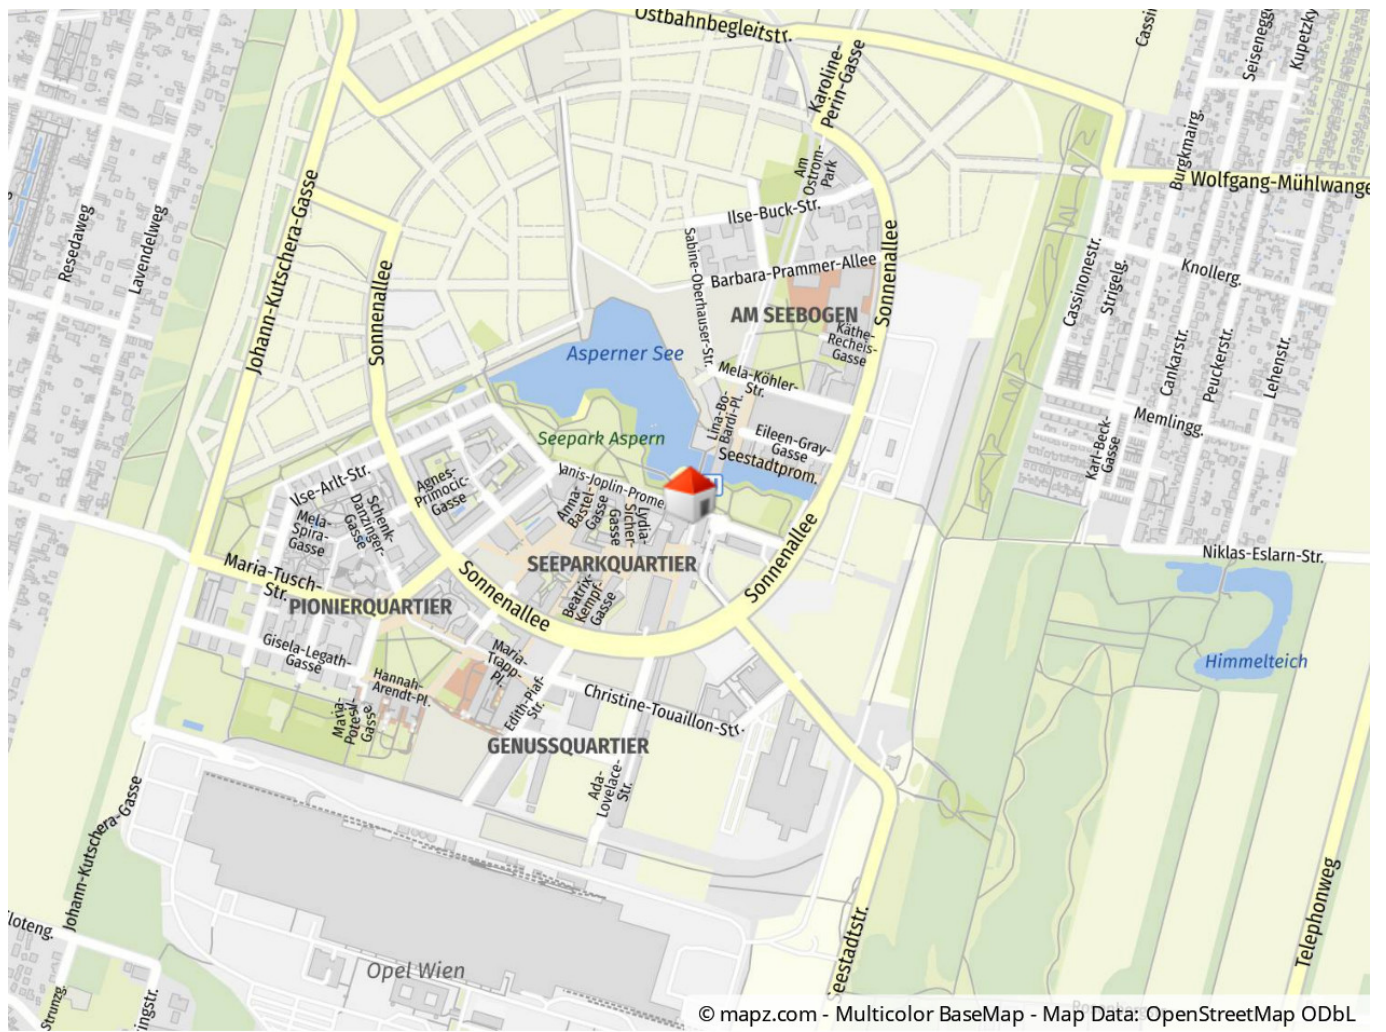 Ostbahnbegleitstr.
Karoline-
Perin-Gasse
Cassin
Seisenegg
Kupetzky
Burgkmairg.
Wolfgang-Mühlwange
Am
Ostrom-
Park
Ilse-Buck-Str.
Resedaweg
Lavendelweg
Johann-Kutschera-Gasse
Sonnenallee
Sabine-Oberhauser-Str.
Barbara-Prammer-Allee
Sonnenallee
Cassinonestr.
Strigelg.
Knollerg.
AM SEEBOGEN
Käthe-
Recheis-
Gasse
Asperner See
Mela-Köhler-
Str.
Cankarstr.
Peuckerstr.
Lehenstr.
Lina-Bo-
Bardi-Pl.
Memlingg.
Seepark Aspern
Eileen-Gray-
Gasse
Seestadtprom.
Karl-Beck-
Gasse
Ilse-Arlt-Str.
Agnes-
Primocic-
Gasse
Janis-Joplin-Prome
Schenk-
Danzinger-
Gasse
Mela-
Spira-
Gasse
Anna-
Bastel-
Gasse
Lydia-
Sicher-
Gasse
Sonnenallee
Niklas-Eslarn-Str.
Maria-Tusch-
Str.
SEEPARKQUARTIER
Sonnenallee
Beatrix-
Kempf-
Gasse
PIONIERQUARTIER
Gisela-Legath-
Gasse
Maria-
Trapp-
Pl.
Himmelteich
Hannah-
Arendt-Pl.
Edith-Piaf-
Str.
Christine-Touaillon-Str.
Gasse
GENUSSQUARTIER
Ada-
Lovelace-
Str.
Johann-Kutschera-Gasse
Telephonweg
Seestadtstr.
Opel Wien
Strunzg.
© mapz.com - Multicolor BaseMap - Map Data: OpenStreetMap ODbL